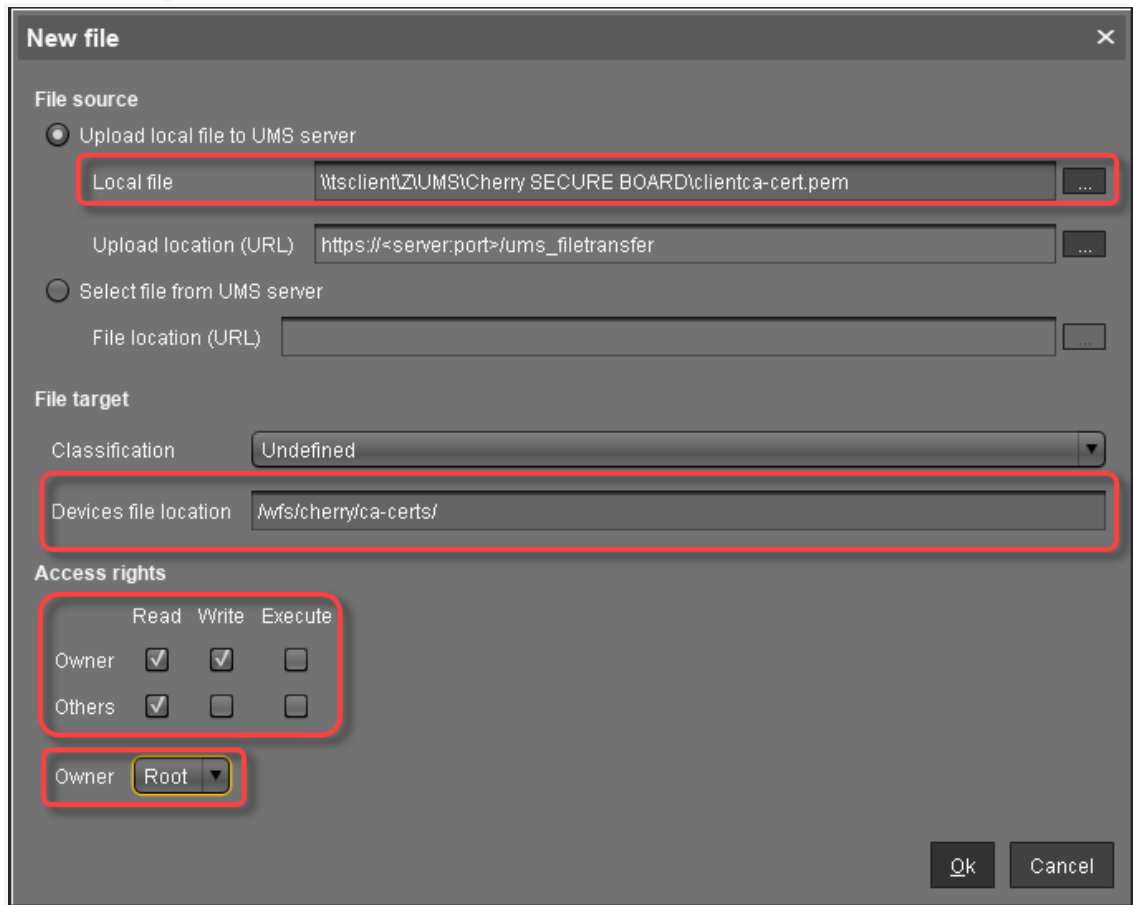 New file
File source
Upload local file to UMS server
Local file \\tsclient\Z\UMS\Cherry SECURE BOARD\clientca-cert.pem ...
Upload location (URL) https://<server:port>/ums_filetransfer ...
Select file from UMS server
File location (URL) ...
File target
Classification Undefined
Devices file location /wfs/cherry/ca-certs/
Access rights
Read Write Execute
Owner
Others
Owner Root
Ok Cancel